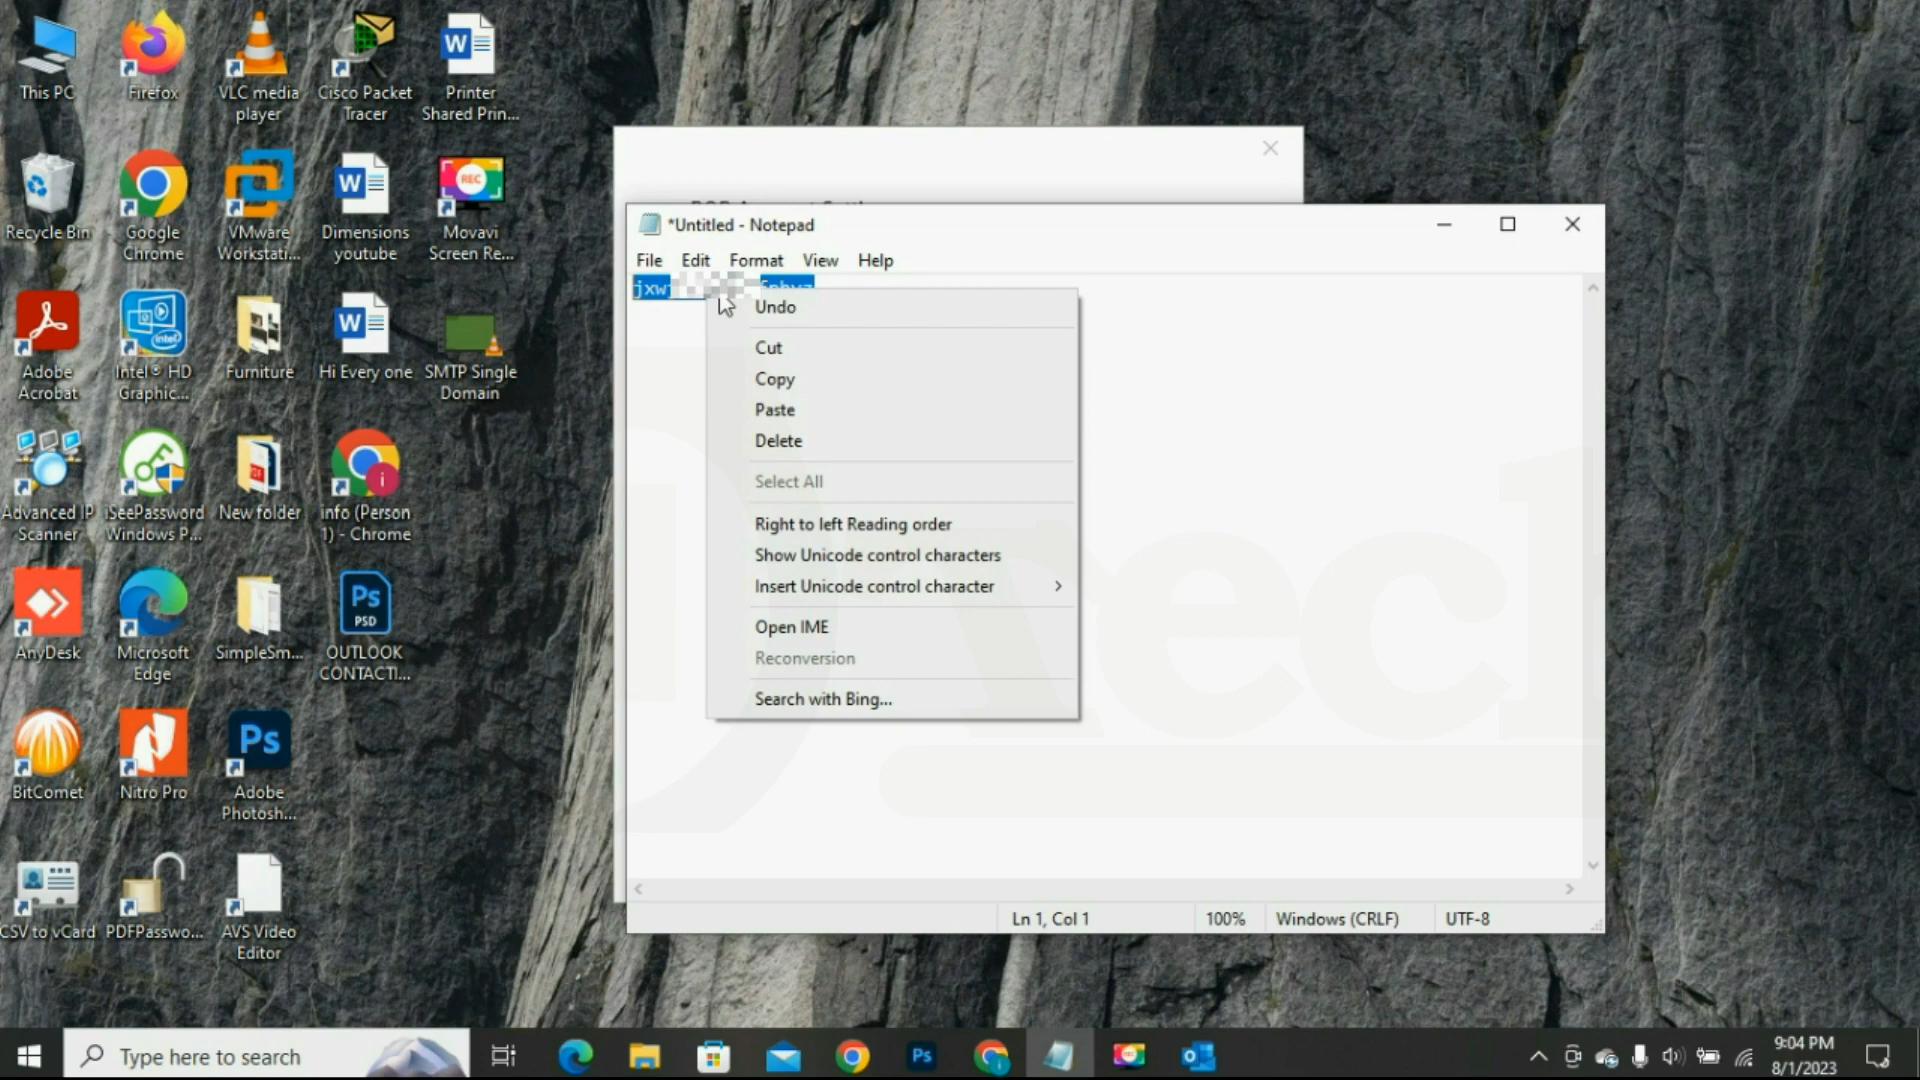 This PC
Firefox
VLC media
player
Cisco Packet
Tracer
Printer
Shared Prin...
Recycle Bin
Google
Chrome
VMware
Workstati...
Dimensions
youtube
Movavi
Screen Re...
REC
Adobe
Acrobat
Intel® HD
Graphic...
Furniture
Hi Every one
SMTP Single
Domain
Advanced IP
Scanner
iSeePassword
Windows P...
New folder
info (Person
1) - Chrome
AnyDesk
Microsoft
Edge
SimpleSm...
Ps
PSD
OUTLOOK
CONTACTI...
BitComet
Nitro Pro
Ps
Adobe
Photosh...
CSV to vCard
PDFPasswo...
AVS Video
Editor
*Untitled - Notepad
File Edit Format View Help
jxw
Undo
Cut
Copy
Paste
Delete
Select All
Right to left Reading order
Show Unicode control characters
Insert Unicode control character
Open IME
Reconversion
Search with Bing...
Ln 1, Col 1
100%
Windows (CRLF)
UTF-8
Type here to search
9:04 PM
8/1/2023